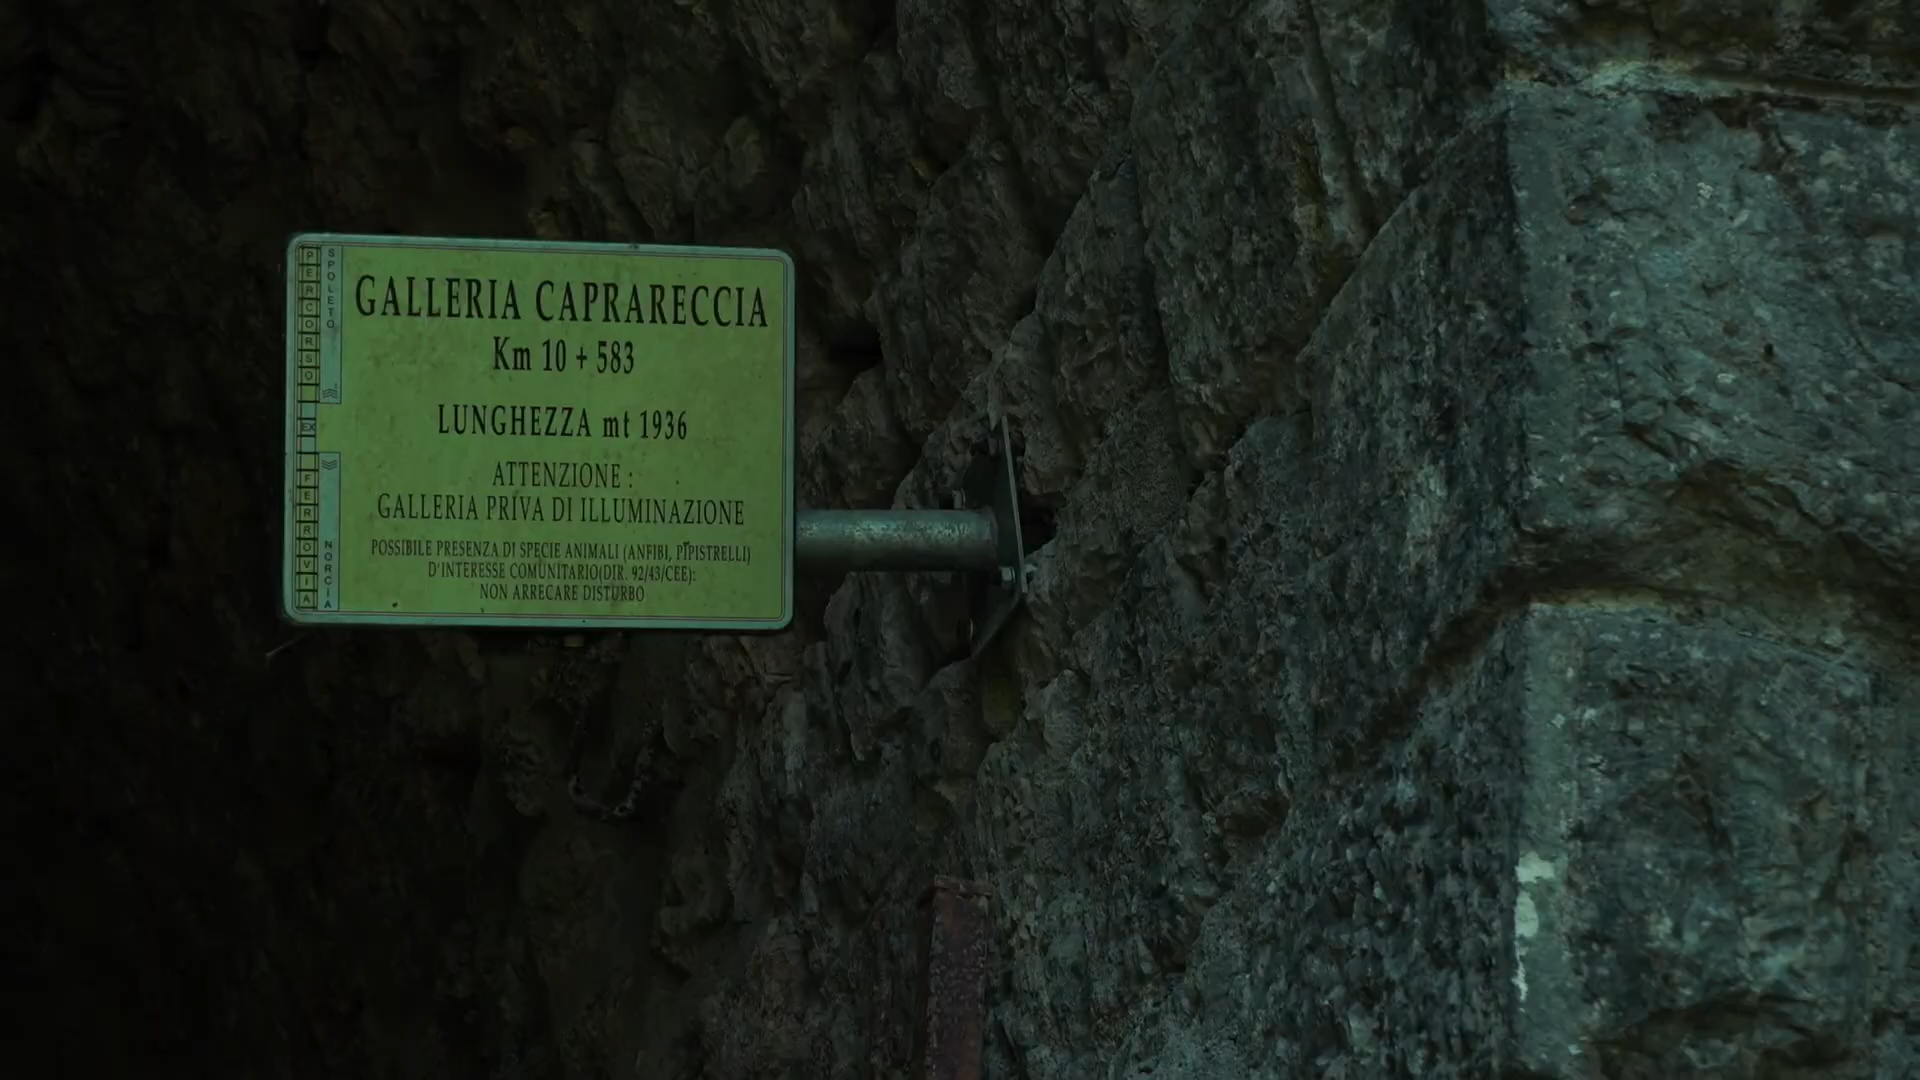 GALLERIA CAPRARECCIA
Km 10 + 583
LUNGHEZZA mt 1936
ATTENZIONE :
GALLERIA PRIVA DI ILLUMINAZIONE
POSSIBILE PRESENZA DI SPECIE ANIMALI (ANFIBI, PIPISTRELLI)
D'INTERESSE COMUNITARIO(DIR. 92/43/CEE):
NON ARRECARE DISTURBO
PERCORSO EX FERROVIA
SPOLETO
NORCIA